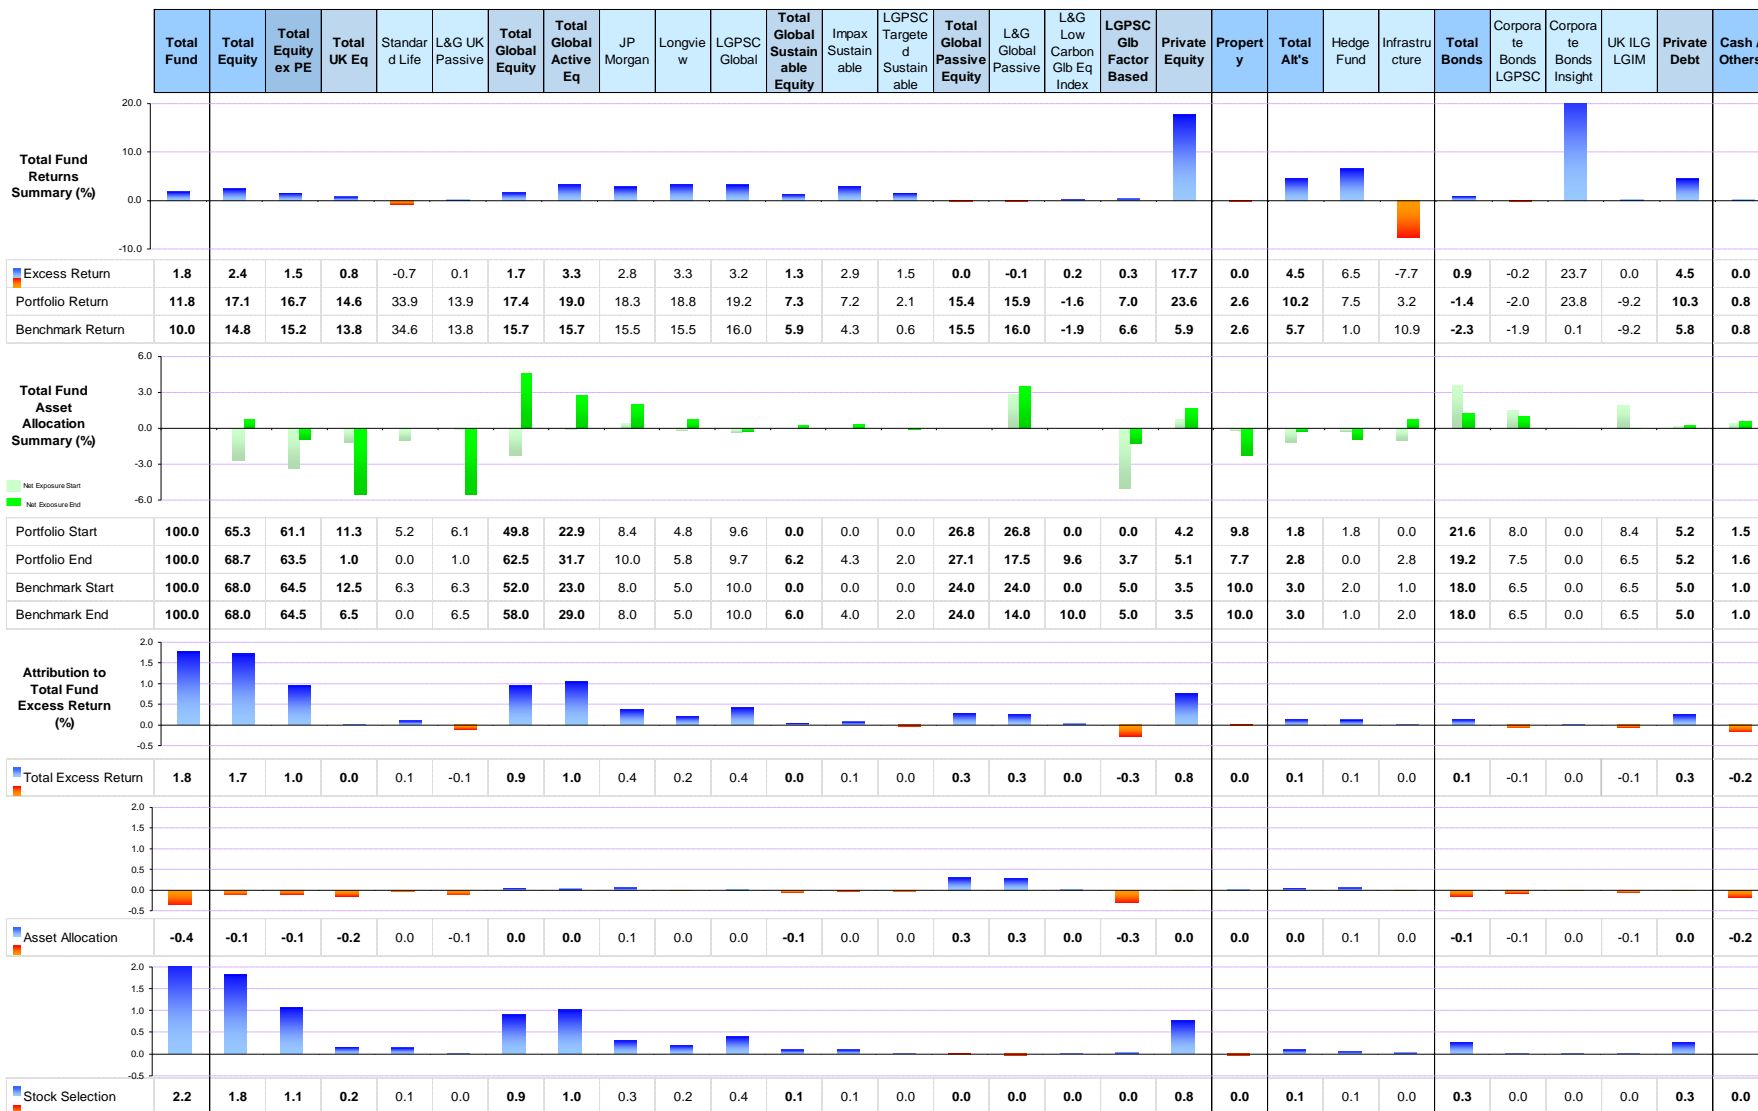 Total Fund
Total Equity
Total Equity ex PE
Total UK Eq
Standar d Life
L&G UK Passive
Total Global Equity
Total Global Active Eq
JP Morgan
Longvie w
LGPSC Global
Total Global Sustain able Equity
Impax Sustain able
LGPSC Targete d Sustain able
Total Global Passive Equity
L&G Global Passive
L&G Low Carbon Glb Eq Index
LGPSC Glb Factor Based
Private Equity
Propert y
Total Alt's
Hedge Fund
Infrastru cture
Total Bonds
Corpora te Bonds LGPSC
Corpora te Bonds Insight
UK ILG LGIM
Private Debt
Cash / Others
Total Fund
Returns
Summary (%)
20.0
10.0
0.0
-10.0
Excess Return 1.8 2.4 1.5 0.8 -0.7 0.1 1.7 3.3 2.8 3.3 3.2 1.3 2.9 1.5 0.0 -0.1 0.2 0.3 17.7 0.0 4.5 6.5 -7.7 0.9 -0.2 23.7 0.0 4.5 0.0
Portfolio Return 11.8 17.1 16.7 14.6 33.9 13.9 17.4 19.0 18.3 18.8 19.2 7.3 7.2 2.1 15.4 15.9 -1.6 7.0 23.6 2.6 10.2 7.5 3.2 -1.4 -2.0 23.8 -9.2 10.3 0.8
Benchmark Return 10.0 14.8 15.2 13.8 34.6 13.8 15.7 15.7 15.5 15.5 16.0 5.9 4.3 0.6 15.5 16.0 -1.9 6.6 5.9 2.6 5.7 1.0 10.9 -2.3 -1.9 0.1 -9.2 5.8 0.8
Total Fund
Asset
Allocation
Summary (%)
6.0
3.0
0.0
-3.0
-6.0
Net Exposure Start
Net Exposure End
Portfolio Start 100.0 65.3 61.1 11.3 5.2 6.1 49.8 22.9 8.4 4.8 9.6 0.0 0.0 0.0 26.8 26.8 0.0 0.0 4.2 9.8 1.8 1.8 0.0 21.6 8.0 0.0 8.4 5.2 1.5
Portfolio End 100.0 68.7 63.5 1.0 0.0 1.0 62.5 31.7 10.0 5.8 9.7 6.2 4.3 2.0 27.1 17.5 9.6 3.7 5.1 7.7 2.8 0.0 2.8 19.2 7.5 0.0 6.5 5.2 1.6
Benchmark Start 100.0 68.0 64.5 12.5 6.3 6.3 52.0 23.0 8.0 5.0 10.0 0.0 0.0 0.0 24.0 24.0 0.0 5.0 3.5 10.0 3.0 2.0 1.0 18.0 6.5 0.0 6.5 5.0 1.0
Benchmark End 100.0 68.0 64.5 6.5 0.0 6.5 58.0 29.0 8.0 5.0 10.0 6.0 4.0 2.0 24.0 14.0 10.0 5.0 3.5 10.0 3.0 1.0 2.0 18.0 6.5 0.0 6.5 5.0 1.0
Attribution to
Total Fund
Excess Return
(%)
2.0
1.5
1.0
0.5
0.0
-0.5
Total Excess Return 1.8 1.7 1.0 0.0 0.1 -0.1 0.9 1.0 0.4 0.2 0.4 0.0 0.1 0.0 0.3 0.3 0.0 -0.3 0.8 0.0 0.1 0.1 0.0 0.1 -0.1 0.0 -0.1 0.3 -0.2
2.0
1.5
1.0
0.5
0.0
-0.5
Asset Allocation -0.4 -0.1 -0.1 -0.2 0.0 -0.1 0.0 0.0 0.1 0.0 0.0 -0.1 0.0 0.0 0.3 0.3 0.0 -0.3 0.0 0.0 0.0 0.1 0.0 -0.1 -0.1 0.0 -0.1 0.0 -0.2
2.0
1.5
1.0
0.5
0.0
-0.5
Stock Selection 2.2 1.8 1.1 0.2 0.1 0.0 0.9 1.0 0.3 0.2 0.4 0.1 0.1 0.0 0.0 0.0 0.0 0.0 0.8 0.0 0.1 0.1 0.0 0.3 0.0 0.0 0.0 0.3 0.0